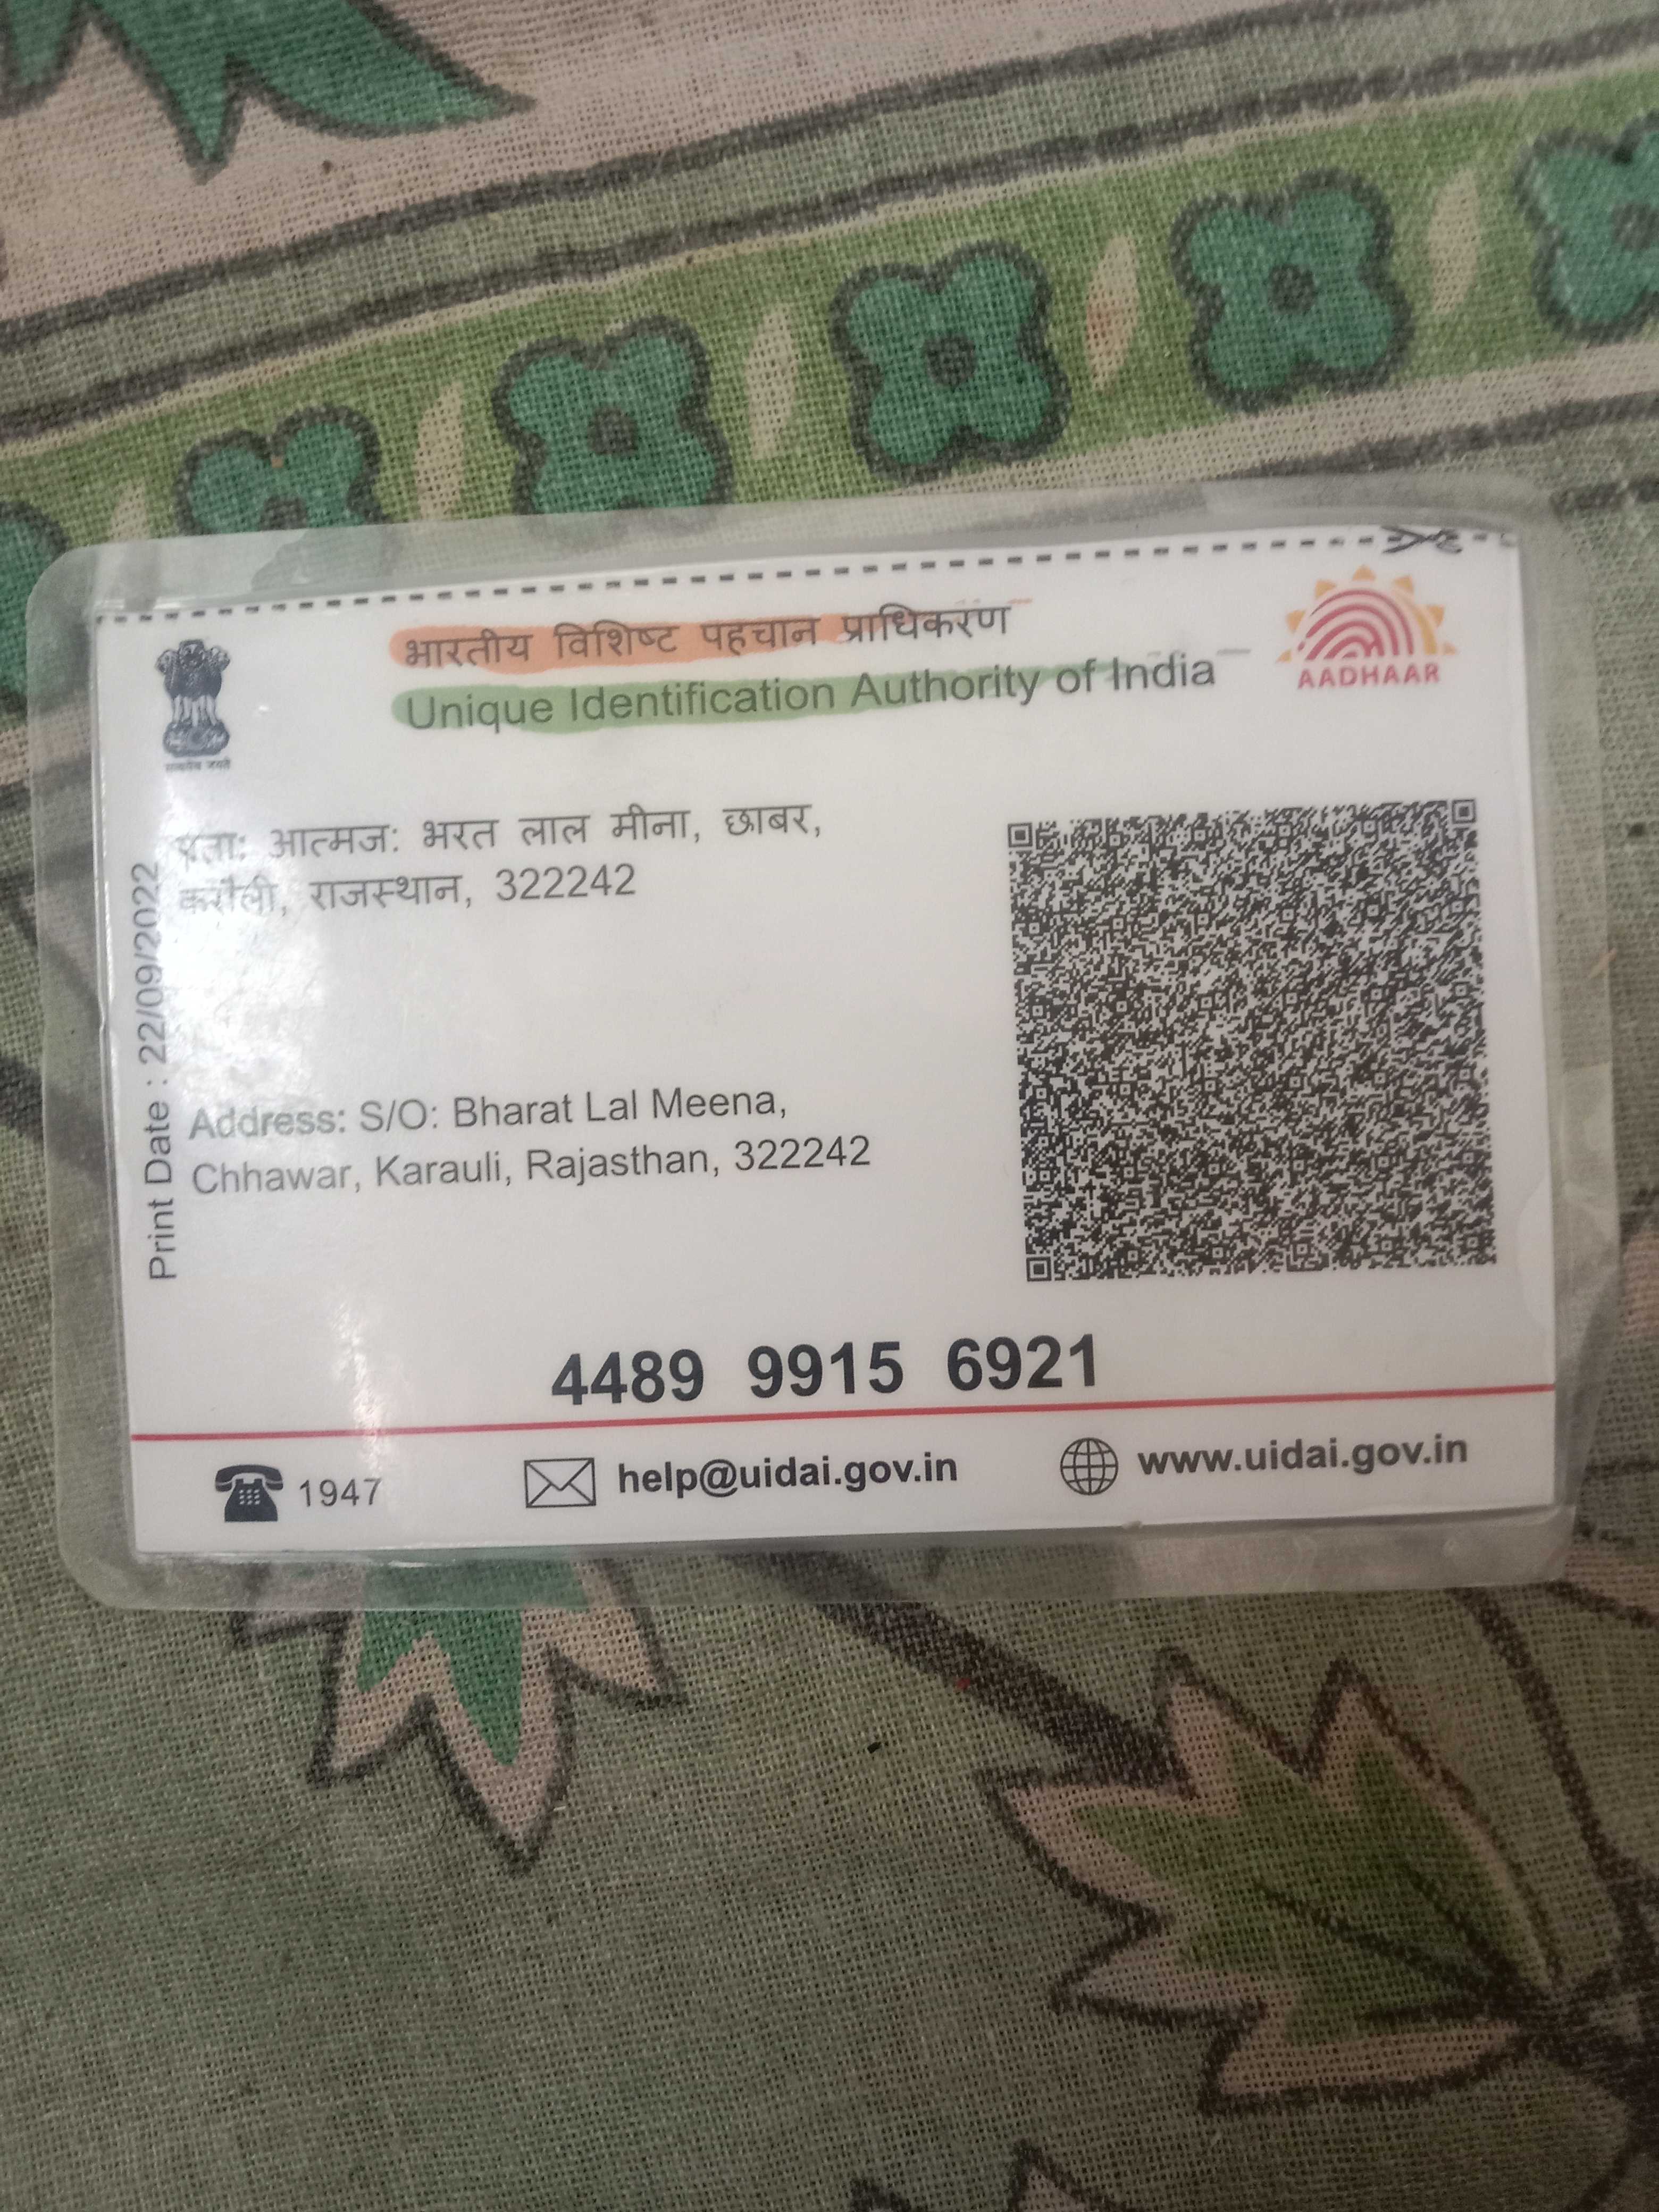 भारतीय विशिष्ट पहचान प्राधिकरण
Unique Identification Authority of India
AADHAAR
सत्यमेव जयते
पता: आत्मज: भरत लाल मीना, छाबर,
करौली, राजस्थान, 322242
Print Date : 22/09/2022
Address: S/O: Bharat Lal Meena,
Chhawar, Karauli, Rajasthan, 322242
4489 9915 6921
1947
help@uidai.gov.in
www.uidai.gov.in